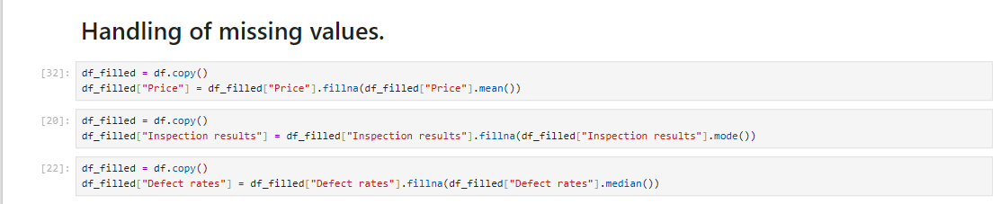 Handling of missing values.
[32]: df_filled = df.copy()
df_filled["Price"] = df_filled["Price"].fillna(df_filled["Price"].mean())
[20]: df_filled = df.copy()
df_filled["Inspection results"] = df_filled["Inspection results"].fillna(df_filled["Inspection results"].mode())
[22]: df_filled = df.copy()
df_filled["Defect rates"] = df_filled["Defect rates"].fillna(df_filled["Defect rates"].median())